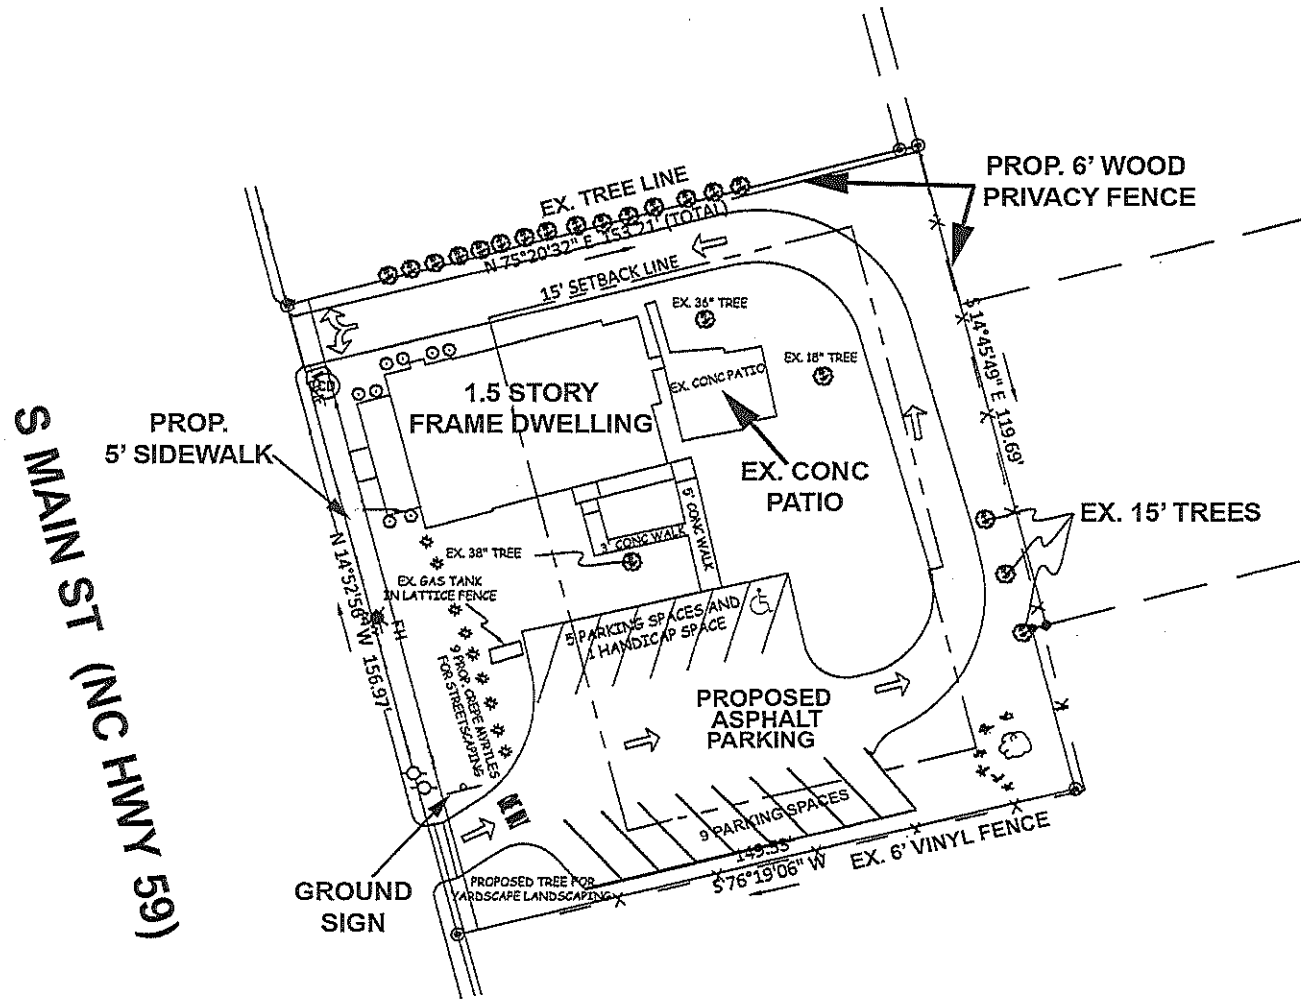 EX. TREE LINE
N 75°20'32" E 153.21' (TOTAL)
15' SETBACK LINE
PROP. 6' WOOD
PRIVACY FENCE
EX. 36" TREE
EX. 18" TREE
EX. CONC PATIO
1.5 STORY
FRAME DWELLING
S 14°45'49" E 119.69'
PROP.
5' SIDEWALK
EX. CONC
PATIO
EX. 15' TREES
S MAIN ST (NC HWY 59)
N 14°52'56" W 156.97'
FH
5' CONC WALK
3' CONC WALK
EX. 38" TREE
EX. GAS TANK
IN LATTICE FENCE
5 PARKING SPACES AND
1 HANDICAP SPACE
9 PROP. CREPE MYRTLES
FOR STREETSCAPING
PROPOSED
ASPHALT
PARKING
9 PARKING SPACES
149.55'
S 76°19'06" W
EX. 6' VINYL FENCE
GROUND
SIGN
PROPOSED TREE FOR
YARDSCAPE LANDSCAPING